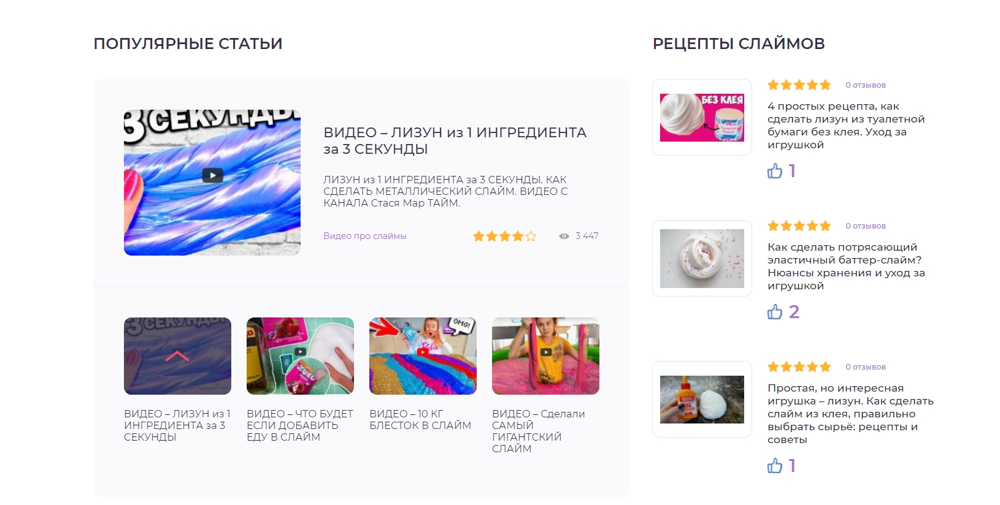 ПОПУЛЯРНЫЕ СТАТЬИ
3 СЕКУНДЫ
ВИДЕО – ЛИЗУН из 1 ИНГРЕДИЕНТА
за 3 СЕКУНДЫ
ЛИЗУН из 1 ИНГРЕДИЕНТА за 3 СЕКУНДЫ. КАК
СДЕЛАТЬ МЕТАЛЛИЧЕСКИЙ СЛАЙМ. ВИДЕО С
КАНАЛА Стася Мар ТАЙМ.
Видео про слаймы
3 447
3 СЕКУНДЫ
OMG!
ВИДЕО – ЛИЗУН из 1
ИНГРЕДИЕНТА за 3
СЕКУНДЫ
ВИДЕО – ЧТО БУДЕТ
ЕСЛИ ДОБАВИТЬ
ЕДУ В СЛАЙМ
ВИДЕО – 10 КГ
БЛЕСТОК В СЛАЙМ
ВИДЕО – Сделали
САМЫЙ
ГИГАНТСКИЙ
СЛАЙМ
РЕЦЕПТЫ СЛАЙМОВ
БЕЗ КЛЕЯ
0 отзывов
4 простых рецепта, как
сделать лизун из туалетной
бумаги без клея. Уход за
игрушкой
1
0 отзывов
Как сделать потрясающий
эластичный баттер-слайм?
Нюансы хранения и уход за
игрушкой
2
0 отзывов
Простая, но интересная
игрушка – лизун. Как сделать
слайм из клея, правильно
выбрать сырьё: рецепты и
советы
1